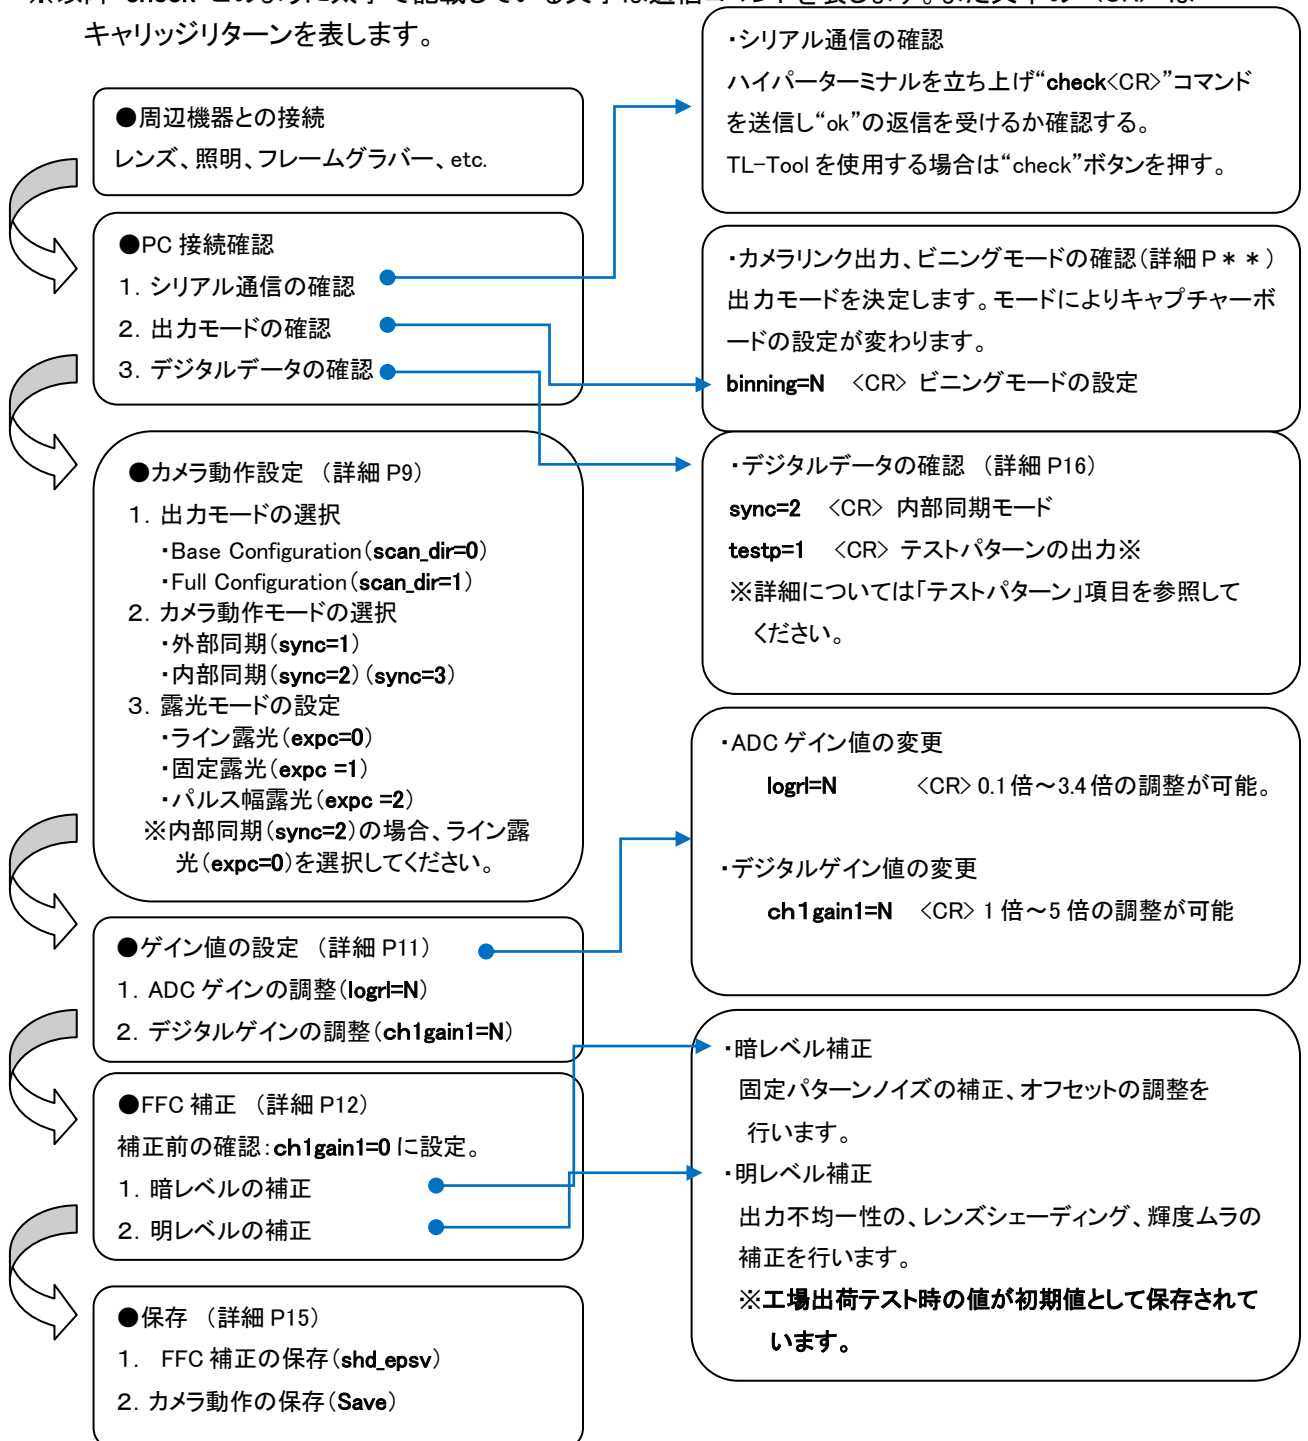 キャリッジリターンを表します。
●周辺機器との接続
レンズ、照明、フレームグラバー、etc.
●PC 接続確認
1. シリアル通信の確認
2. 出力モードの確認
3. デジタルデータの確認
●カメラ動作設定 （詳細 P9）
1. 出力モードの選択
・Base Configuration（scan_dir=0）
・Full Configuration（scan_dir=1）
2. カメラ動作モードの選択
・外部同期（sync=1）
・内部同期（sync=2）（sync=3）
3. 露光モードの設定
・ライン露光（expc=0）
・固定露光（expc =1）
・パルス幅露光（expc =2）
※内部同期（sync=2）の場合、ライン露
光（expc=0）を選択してください。
●ゲイン値の設定 （詳細 P11）
1. ADC ゲインの調整（logrl=N）
2. デジタルゲインの調整（ch1gain1=N）
●FFC 補正 （詳細 P12）
補正前の確認：ch1gain1=0 に設定。
1. 暗レベルの補正
2. 明レベルの補正
●保存 （詳細 P15）
1. FFC 補正の保存（shd_epsv）
2. カメラ動作の保存（Save）
・シリアル通信の確認
ハイパーターミナルを立ち上げ“check<CR>”コマンド
を送信し“ok”の返信を受けるか確認する。
TL-Tool を使用する場合は“check”ボタンを押す。
・カメラリンク出力、ビニングモードの確認（詳細 P＊＊）
出力モードを決定します。モードによりキャプチャーボ
ードの設定が変わります。
binning=N <CR> ビニングモードの設定
・デジタルデータの確認 （詳細 P16）
sync=2 <CR> 内部同期モード
testp=1 <CR> テストパターンの出力※
※詳細については「テストパターン」項目を参照して
ください。
・ADC ゲイン値の変更
logrl=N <CR> 0.1 倍～3.4 倍の調整が可能。
・デジタルゲイン値の変更
ch1gain1=N <CR> 1 倍～5 倍の調整が可能
・暗レベル補正
固定パターンノイズの補正、オフセットの調整を
行います。
・明レベル補正
出力不均一性の、レンズシェーディング、輝度ムラの
補正を行います。
※工場出荷テスト時の値が初期値として保存されて
います。